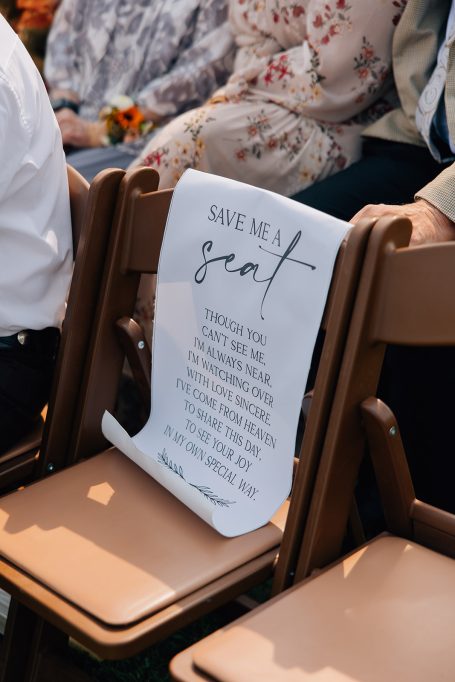 SAVE ME A
seat
THOUGH YOU
CAN'T SEE ME,
I'M ALWAYS NEAR.
I'M WATCHING OVER
WITH LOVE SINCERE.
I'VE COME FROM HEAVEN
TO SHARE THIS DAY,
TO SEE YOUR JOY
IN MY OWN SPECIAL WAY.